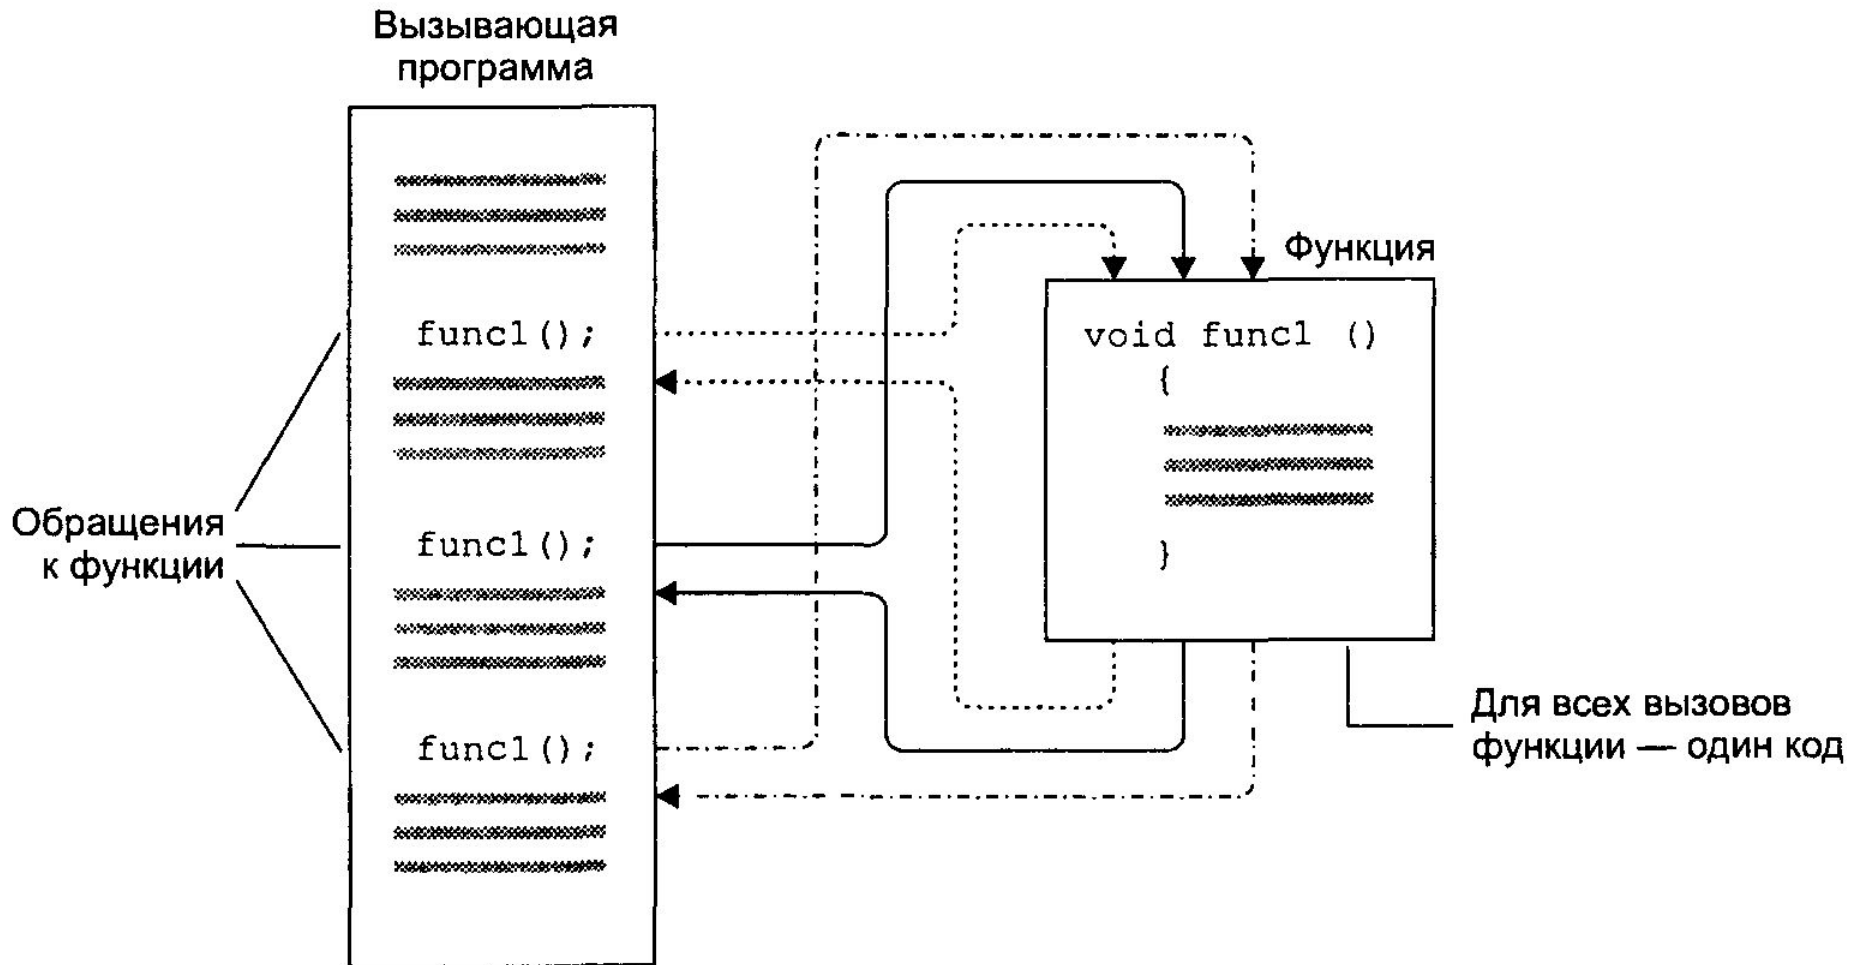 Вызывающая
программа
Функция
func1();
void func1 ()
{
Обращения
к функции
func1();
}
Для всех вызовов
функции — один код
func1();